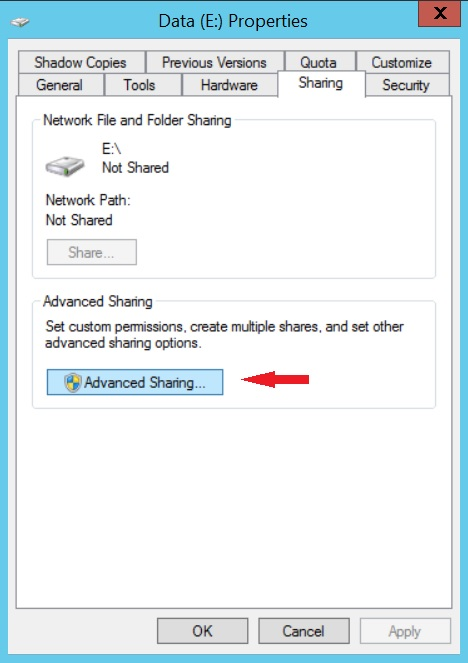 Data (E:) Properties
X
Shadow Copies
Previous Versions
Quota
Customize
General
Tools
Hardware
Sharing
Security
Network File and Folder Sharing
E:\
Not Shared
Network Path:
Not Shared
Share...
Advanced Sharing
Set custom permissions, create multiple shares, and set other
advanced sharing options.
Advanced Sharing...
OK
Cancel
Apply